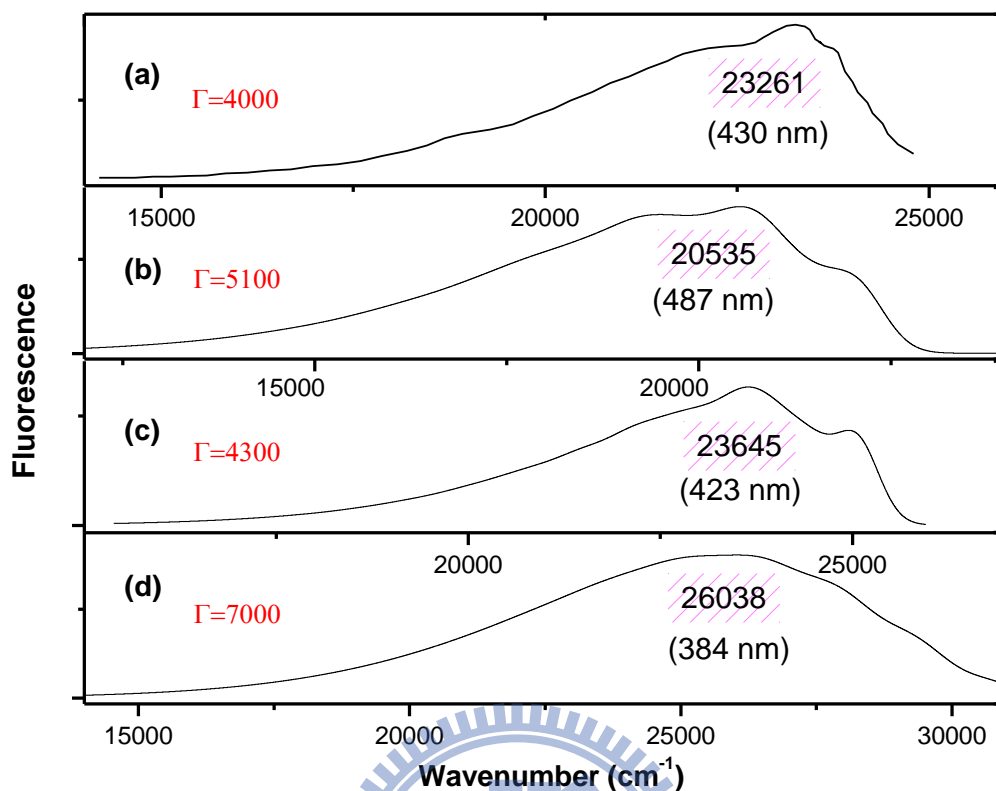 (a)
Γ=4000
23261
(430 nm)
15000 20000 25000
(b)
Γ=5100
20535
(487 nm)
15000 20000
(c)
Γ=4300
23645
(423 nm)
20000 25000
(d)
Γ=7000
26038
(384 nm)
15000 20000 25000 30000
Fluorescence
Wavenumber (cm⁻¹)